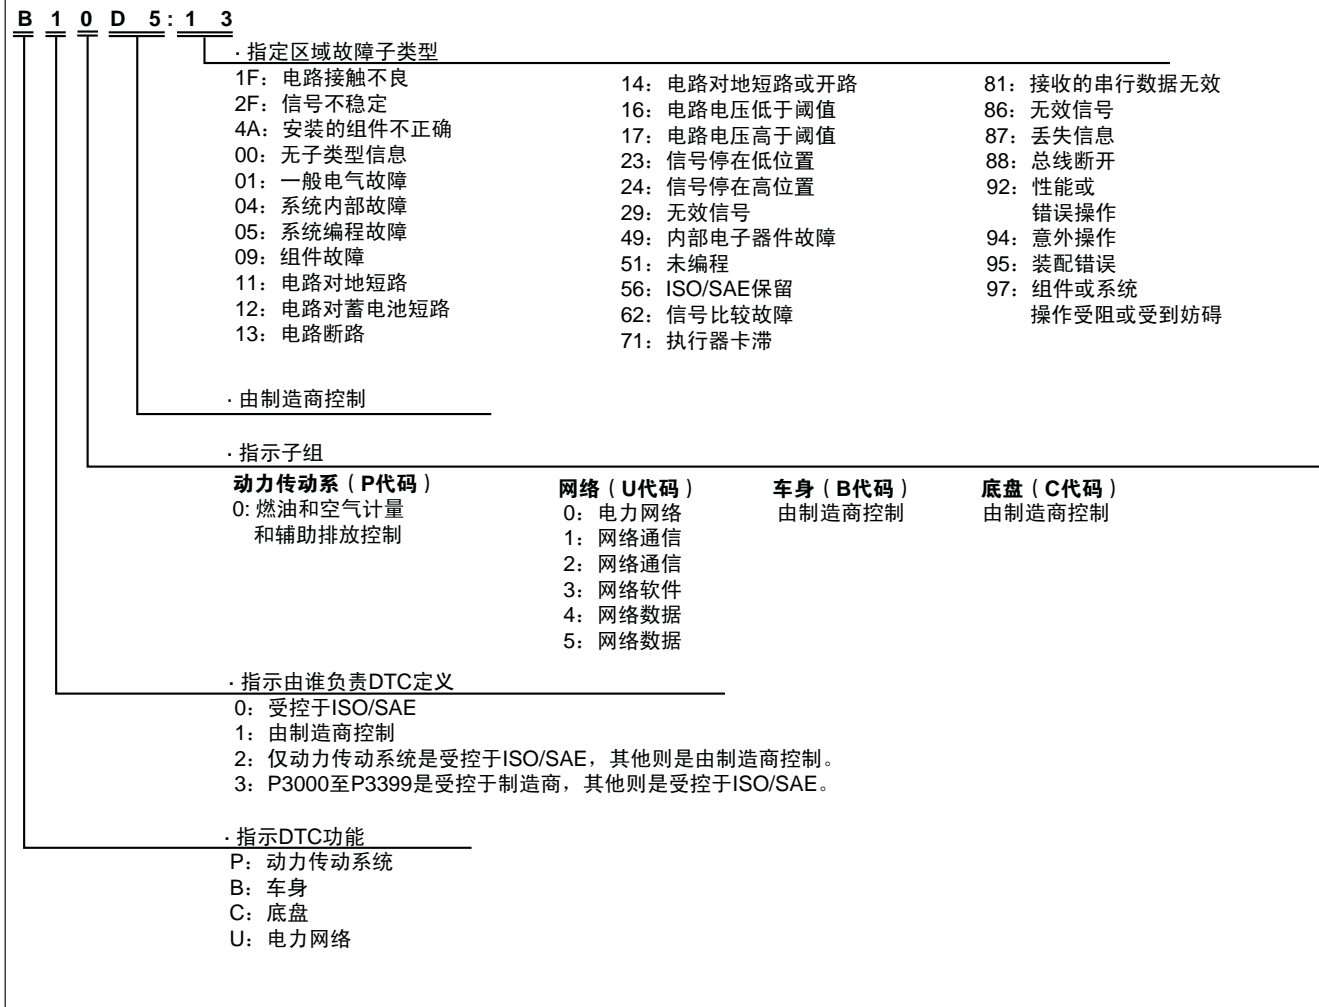 B 1 0 D 5:1 3
· 指定区域故障子类型
1F：电路接触不良
2F：信号不稳定
4A：安装的组件不正确
00：无子类型信息
01：一般电气故障
04：系统内部故障
05：系统编程故障
09：组件故障
11：电路对地短路
12：电路对蓄电池短路
13：电路断路
14：电路对地短路或开路
16：电路电压低于阈值
17：电路电压高于阈值
23：信号停在低位置
24：信号停在高位置
29：无效信号
49：内部电子器件故障
51：未编程
56：ISO/SAE保留
62：信号比较故障
71：执行器卡滞
81：接收的串行数据无效
86：无效信号
87：丢失信息
88：总线断开
92：性能或
错误操作
94：意外操作
95：装配错误
97：组件或系统
操作受阻或受到妨碍
· 由制造商控制
· 指示子组
动力传动系（P代码）
0: 燃油和空气计量
和辅助排放控制
网络（U代码）
0：电力网络
1：网络通信
2：网络通信
3：网络软件
4：网络数据
5：网络数据
车身（B代码）
由制造商控制
底盘（C代码）
由制造商控制
· 指示由谁负责DTC定义
0：受控于ISO/SAE
1：由制造商控制
2：仅动力传动系统是受控于ISO/SAE，其他则是由制造商控制。
3：P3000至P3399是受控于制造商，其他则是受控于ISO/SAE。
· 指示DTC功能
P：动力传动系统
B：车身
C：底盘
U：电力网络